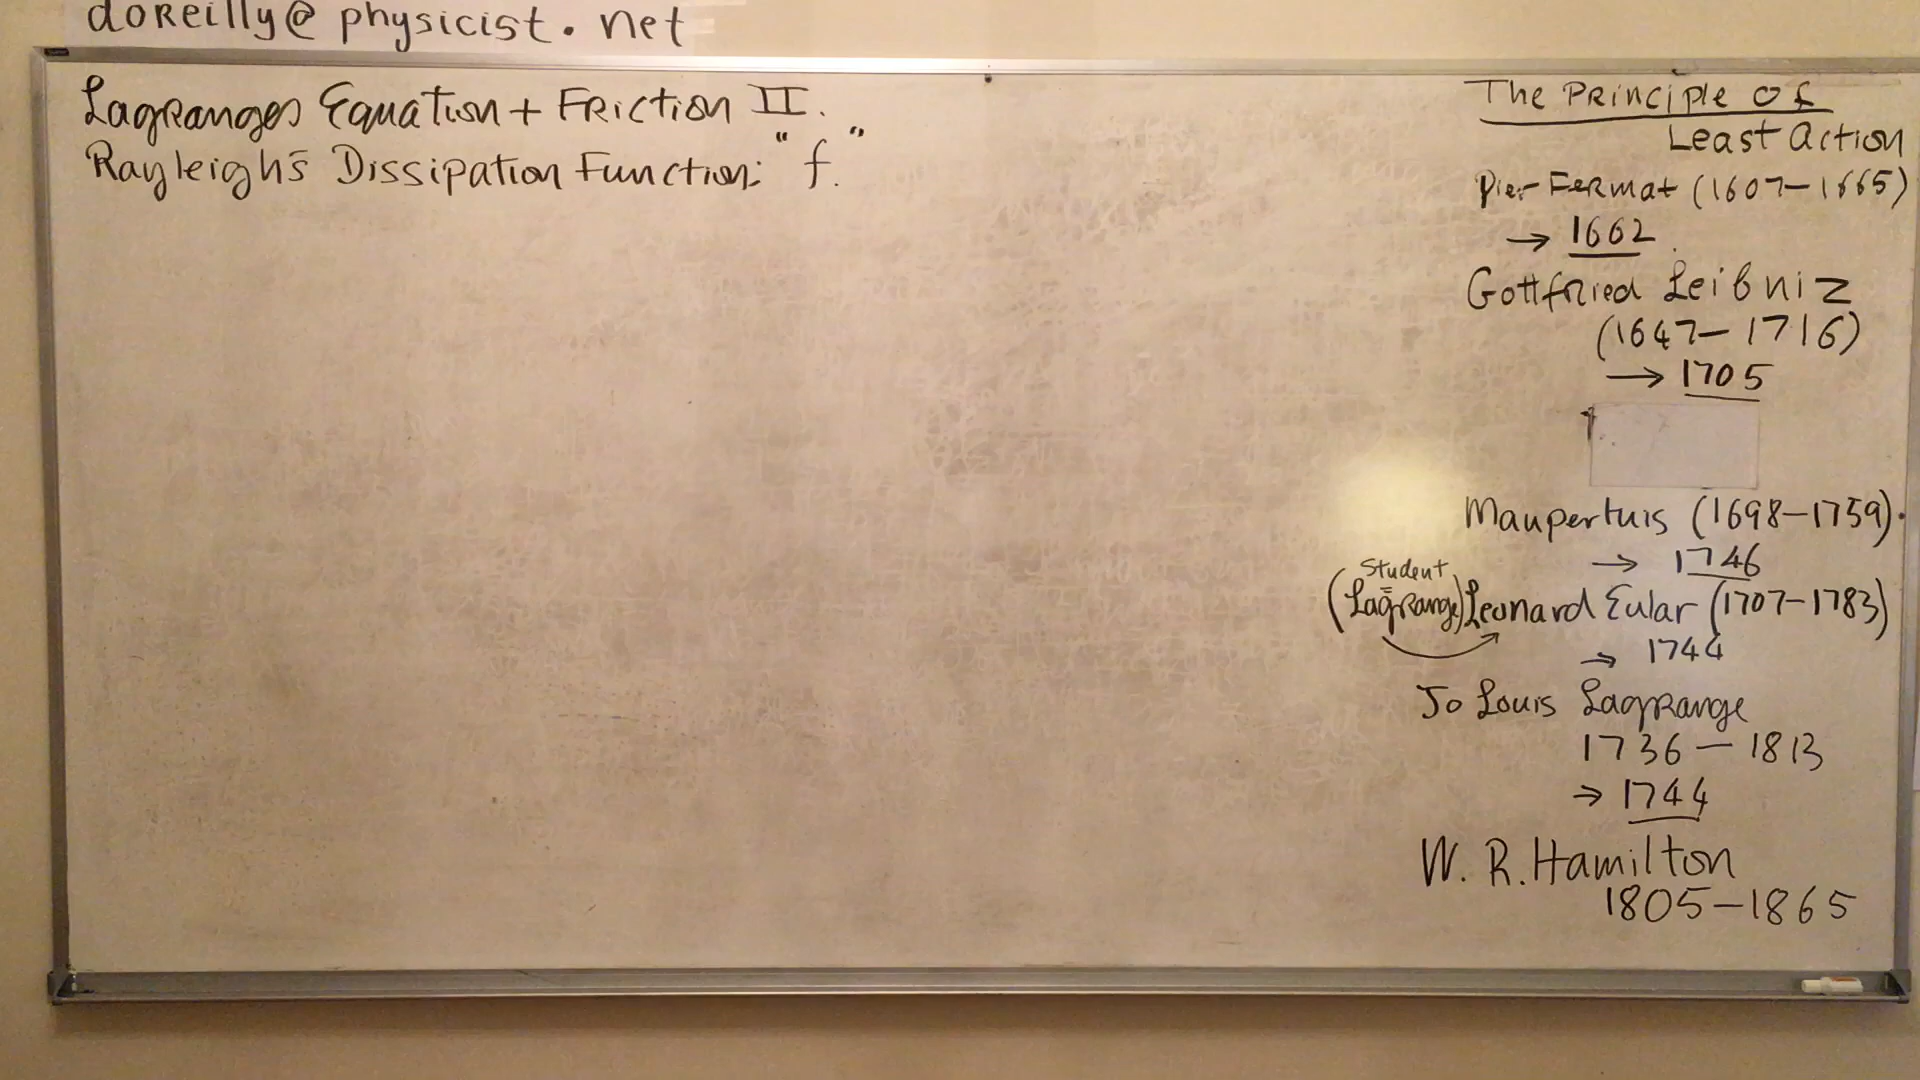 doReilly@physicist.net
Lagranges Equation + Friction II.
Rayleigh's Dissipation Function: "f."
The Principle Of
Least Action
Pier Fermat (1607-1665)
→ 1662
Gottfried Leibniz
(1647-1716)
→ 1705
Maupertuis (1698-1759).
→ 1746
Student
(Lagrange) Leonard Eular (1707-1783)
→ 1744
Jo Louis Lagrange
1736-1813
→ 1744
W. R. Hamilton
1805-1865